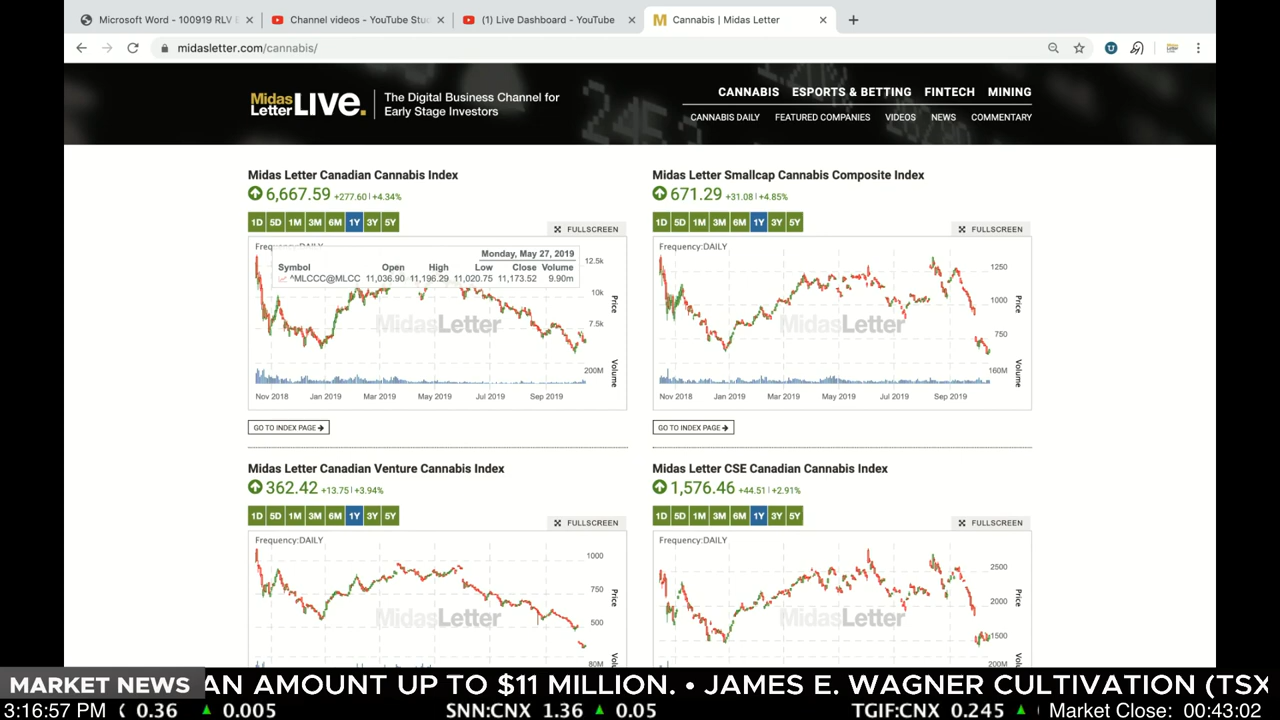 Microsoft Word - 100919 RLV E
Channel videos - YouTube Stu
(1) Live Dashboard - YouTube
Cannabis | Midas Letter
midasletter.com/cannabis/
Midas Letter LIVE.
The Digital Business Channel for
Early Stage Investors
CANNABIS ESPORTS & BETTING FINTECH MINING
CANNABIS DAILY FEATURED COMPANIES VIDEOS NEWS COMMENTARY
Midas Letter Canadian Cannabis Index
6,667.59 +277.60 | +4.34%
1D 5D 1M 3M 6M 1Y 3Y 5Y
FULLSCREEN
Frequency:DAILY
Monday, May 27, 2019
Symbol Open High Low Close Volume
^MLCCC@MLCC 11,036.90 11,196.29 11,020.75 11,173.52 9.90m
12.5k
10k
7.5k
Price
MidasLetter
200M
Volume
Nov 2018 Jan 2019 Mar 2019 May 2019 Jul 2019 Sep 2019
GO TO INDEX PAGE
Midas Letter Smallcap Cannabis Composite Index
671.29 +31.08 | +4.85%
1D 5D 1M 3M 6M 1Y 3Y 5Y
FULLSCREEN
Frequency:DAILY
1250
1000
750
Price
MidasLetter
160M
Volume
Nov 2018 Jan 2019 Mar 2019 May 2019 Jul 2019 Sep 2019
GO TO INDEX PAGE
Midas Letter Canadian Venture Cannabis Index
362.42 +13.75 | +3.94%
1D 5D 1M 3M 6M 1Y 3Y 5Y
FULLSCREEN
Frequency:DAILY
1000
750
500
Price
MidasLetter
80M
Midas Letter CSE Canadian Cannabis Index
1,576.46 +44.51 | +2.91%
1D 5D 1M 3M 6M 1Y 3Y 5Y
FULLSCREEN
Frequency:DAILY
2500
2000
1500
Price
MidasLetter
200M
MARKET NEWS
AN AMOUNT UP TO $11 MILLION. • JAMES E. WAGNER CULTIVATION (TSX
3:16:57 PM
0.36 0.005 SNN:CNX 1.36 0.05 TGIF:CNX 0.245
Market Close: 00:43:02